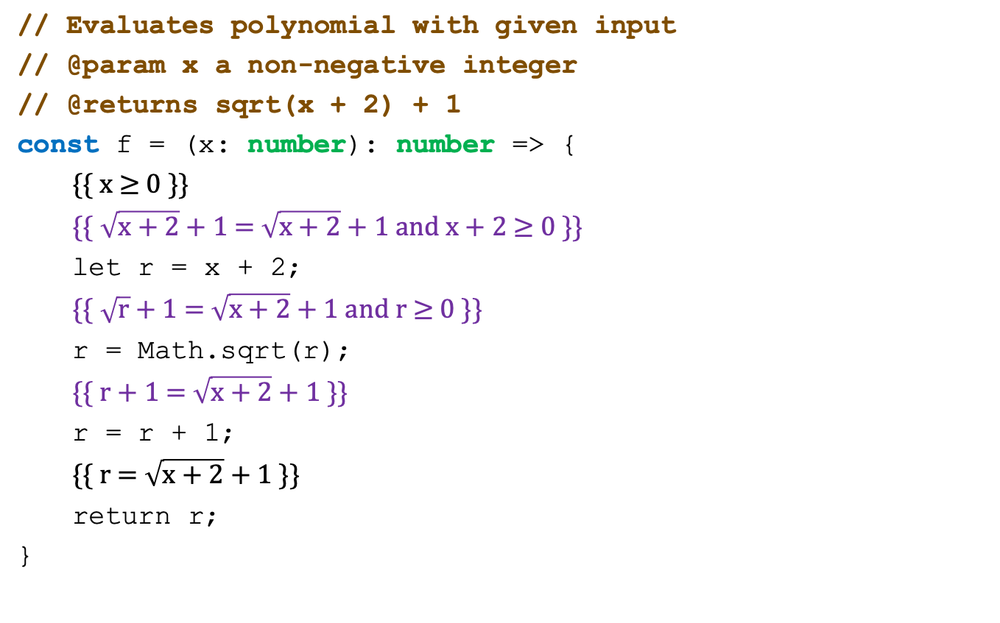 // Evaluates polynomial with given input
// @param x a non-negative integer
// @returns sqrt(x + 2) + 1
const f = (x: number): number => {
{{ x ≥ 0 }}
{{ √x + 2 + 1 = √x + 2 + 1 and x + 2 ≥ 0 }}
let r = x + 2;
{{ √r + 1 = √x + 2 + 1 and r ≥ 0 }}
r = Math.sqrt(r);
{{ r + 1 = √x + 2 + 1 }}
r = r + 1;
{{ r = √x + 2 + 1 }}
return r;
}